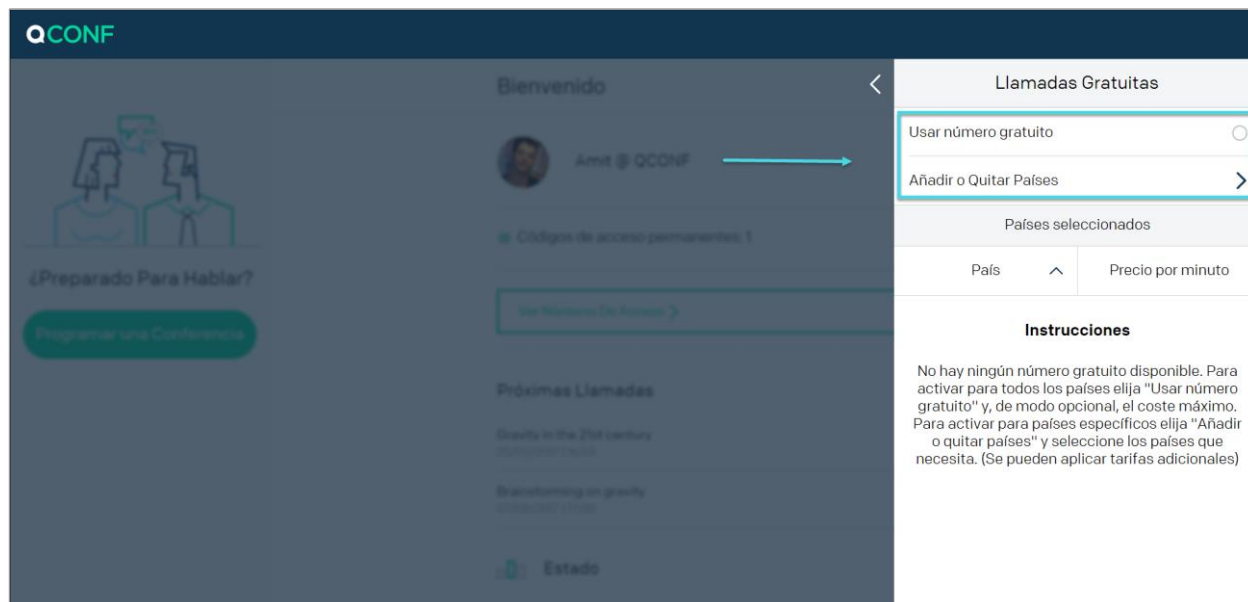 QCONF
Bienvenido
Amit @ QCONF
Códigos de acceso permanentes: 1
¿Preparado Para Hablar?
Ver Números De Acceso
Programar una Conferencia
Próximas Llamadas
Gravity in the 21st century
Brainstorming on gravity
Estado
Llamadas Gratuitas
Usar número gratuito
Añadir o Quitar Países
Países seleccionados
País
Precio por minuto
Instrucciones
No hay ningún número gratuito disponible. Para
activar para todos los países elija "Usar número
gratuito" y, de modo opcional, el coste máximo.
Para activar para países específicos elija "Añadir
o quitar países" y seleccione los países que
necesita. (Se pueden aplicar tarifas adicionales)